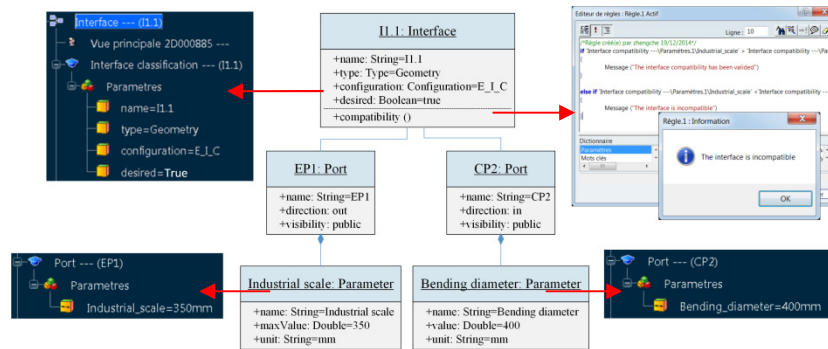 Interface --- (I1.1)
Vue principale 2D000885 ---
Interface classification --- (I1.1)
Parametres
name=I1.1
type=Geometry
configuration=E_I_C
desired=True
I1.1: Interface
+name: String=I1.1
+type: Type=Geometry
+configuration: Configuration=E_I_C
+desired: Boolean=true
+compatibility ()
Editeur de règles : Règle.1 Actif
Ligne : 10
/*Règle créé(e) par zhengche 19/12/2014*/
if 'Interface compatibility ---\Paramètres.1\Industrial_scale' > 'Interface compatibility ---\
{
Message ("The interface compatibility has been valided")
}
else if 'Interface compatibility ---\Paramètres.1\Industrial_scale' < 'Interface compatibility ---\
{
Message ("The interface is incompatible")
Dictionnaire
Paramètres
Mots clés
Règle.1 : Information
The interface is incompatible
OK
EP1: Port
+name: String=EP1
+direction: out
+visibility: public
CP2: Port
+name: String=CP2
+direction: in
+visibility: public
Port --- (EP1)
Parametres
Industrial_scale=350mm
Industrial scale: Parameter
+name: String=Industrial scale
+maxValue: Double=350
+unit: String=mm
Bending diameter: Parameter
+name: String=Bending diameter
+value: Double=400
+unit: String=mm
Port --- (CP2)
Parametres
Bending_diameter=400mm